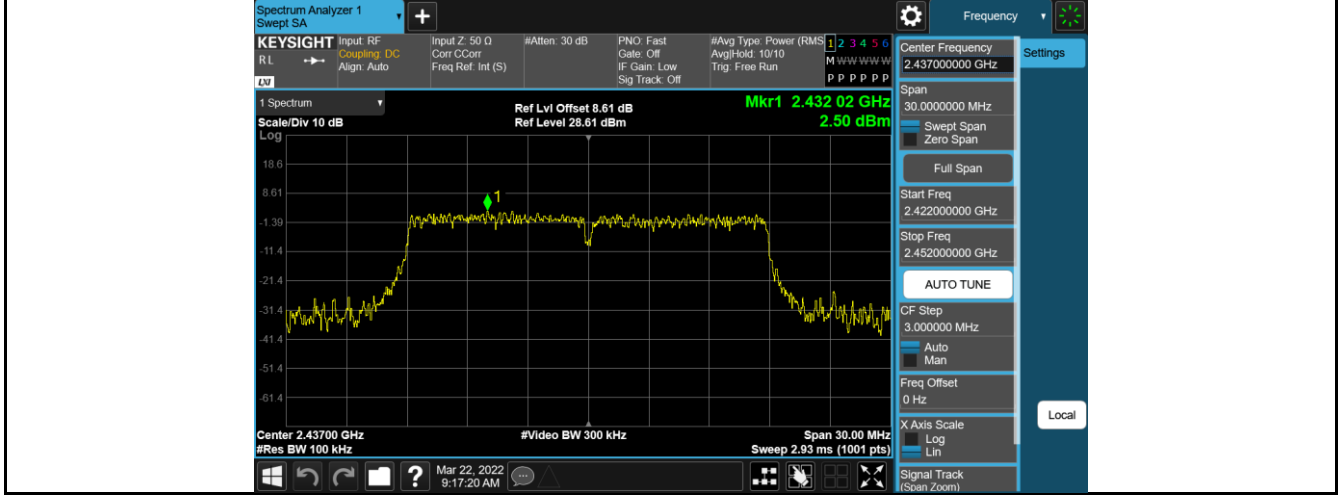 Spectrum Analyzer 1
Swept SA
+
Frequency
KEYSIGHT
RL
LXI
Input: RF
Coupling: DC
Align: Auto
Input Z: 50 Ω
Corr CCorr
Freq Ref: Int (S)
#Atten: 30 dB
PNO: Fast
Gate: Off
IF Gain: Low
Sig Track: Off
#Avg Type: Power (RMS
Avg|Hold: 10/10
Trig: Free Run
1 2 3 4 5 6
M W W W W W
P P P P P P
1 Spectrum
Scale/Div 10 dB
Ref Lvl Offset 8.61 dB
Ref Level 28.61 dBm
Mkr1 2.432 02 GHz
2.50 dBm
Log
18.6
8.61
-1.39
-11.4
-21.4
-31.4
-41.4
-51.4
-61.4
1
Center 2.43700 GHz
#Res BW 100 kHz
#Video BW 300 kHz
Span 30.00 MHz
Sweep 2.93 ms (1001 pts)
Center Frequency
2.437000000 GHz
Settings
Span
30.0000000 MHz
Swept Span
Zero Span
Full Span
Start Freq
2.422000000 GHz
Stop Freq
2.452000000 GHz
AUTO TUNE
CF Step
3.000000 MHz
Auto
Man
Freq Offset
0 Hz
X Axis Scale
Log
Lin
Local
Signal Track
(Span Zoom)
?
Mar 22, 2022
9:17:20 AM